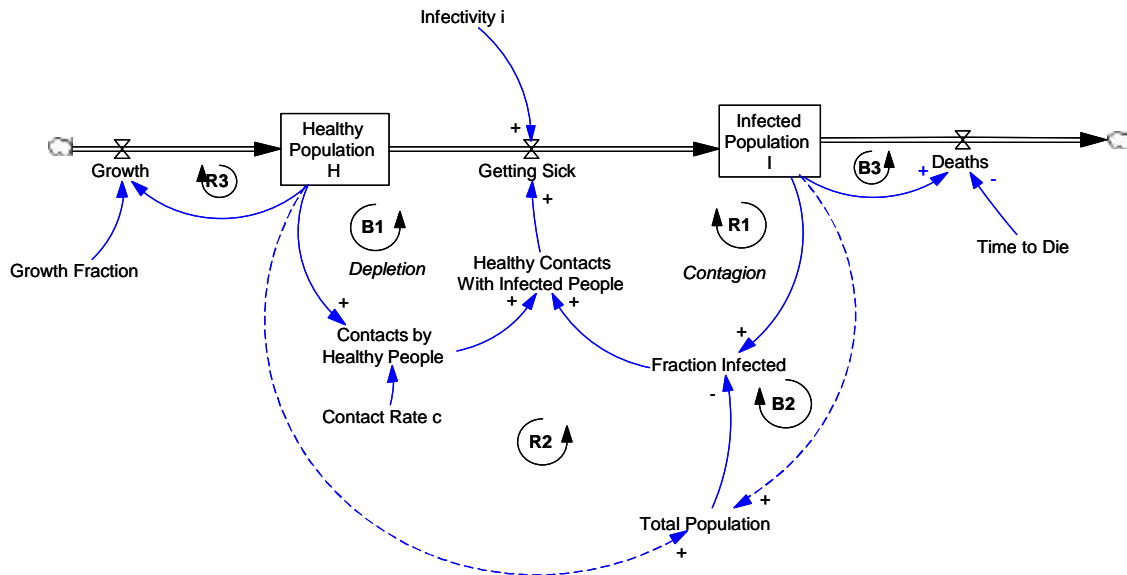 Infectivity i
+
Healthy
Population
H
Infected
Population
I
Growth
R3
Getting Sick
B3
Deaths
+
-
+
B1
R1
Growth Fraction
Depletion
Healthy Contacts
With Infected People
Contagion
Time to Die
+
+
+
+
Contacts by
Healthy People
Fraction Infected
-
B2
Contact Rate c
R2
+
Total Population
+